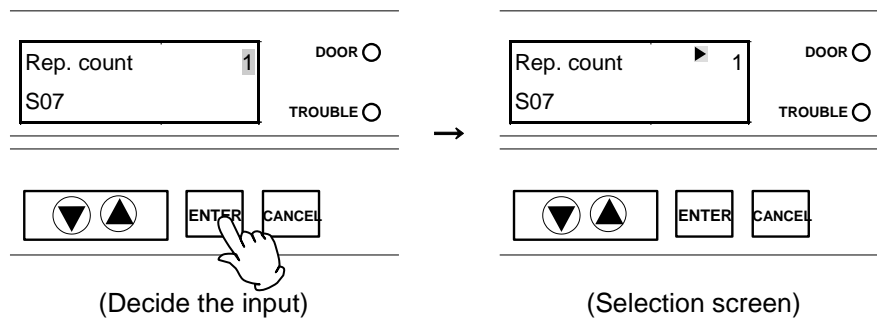 Rep. count 1
S07
DOOR
TROUBLE
ENTER CANCEL
(Decide the input)
→
Rep. count ▶ 1
S07
DOOR
TROUBLE
ENTER CANCEL
(Selection screen)